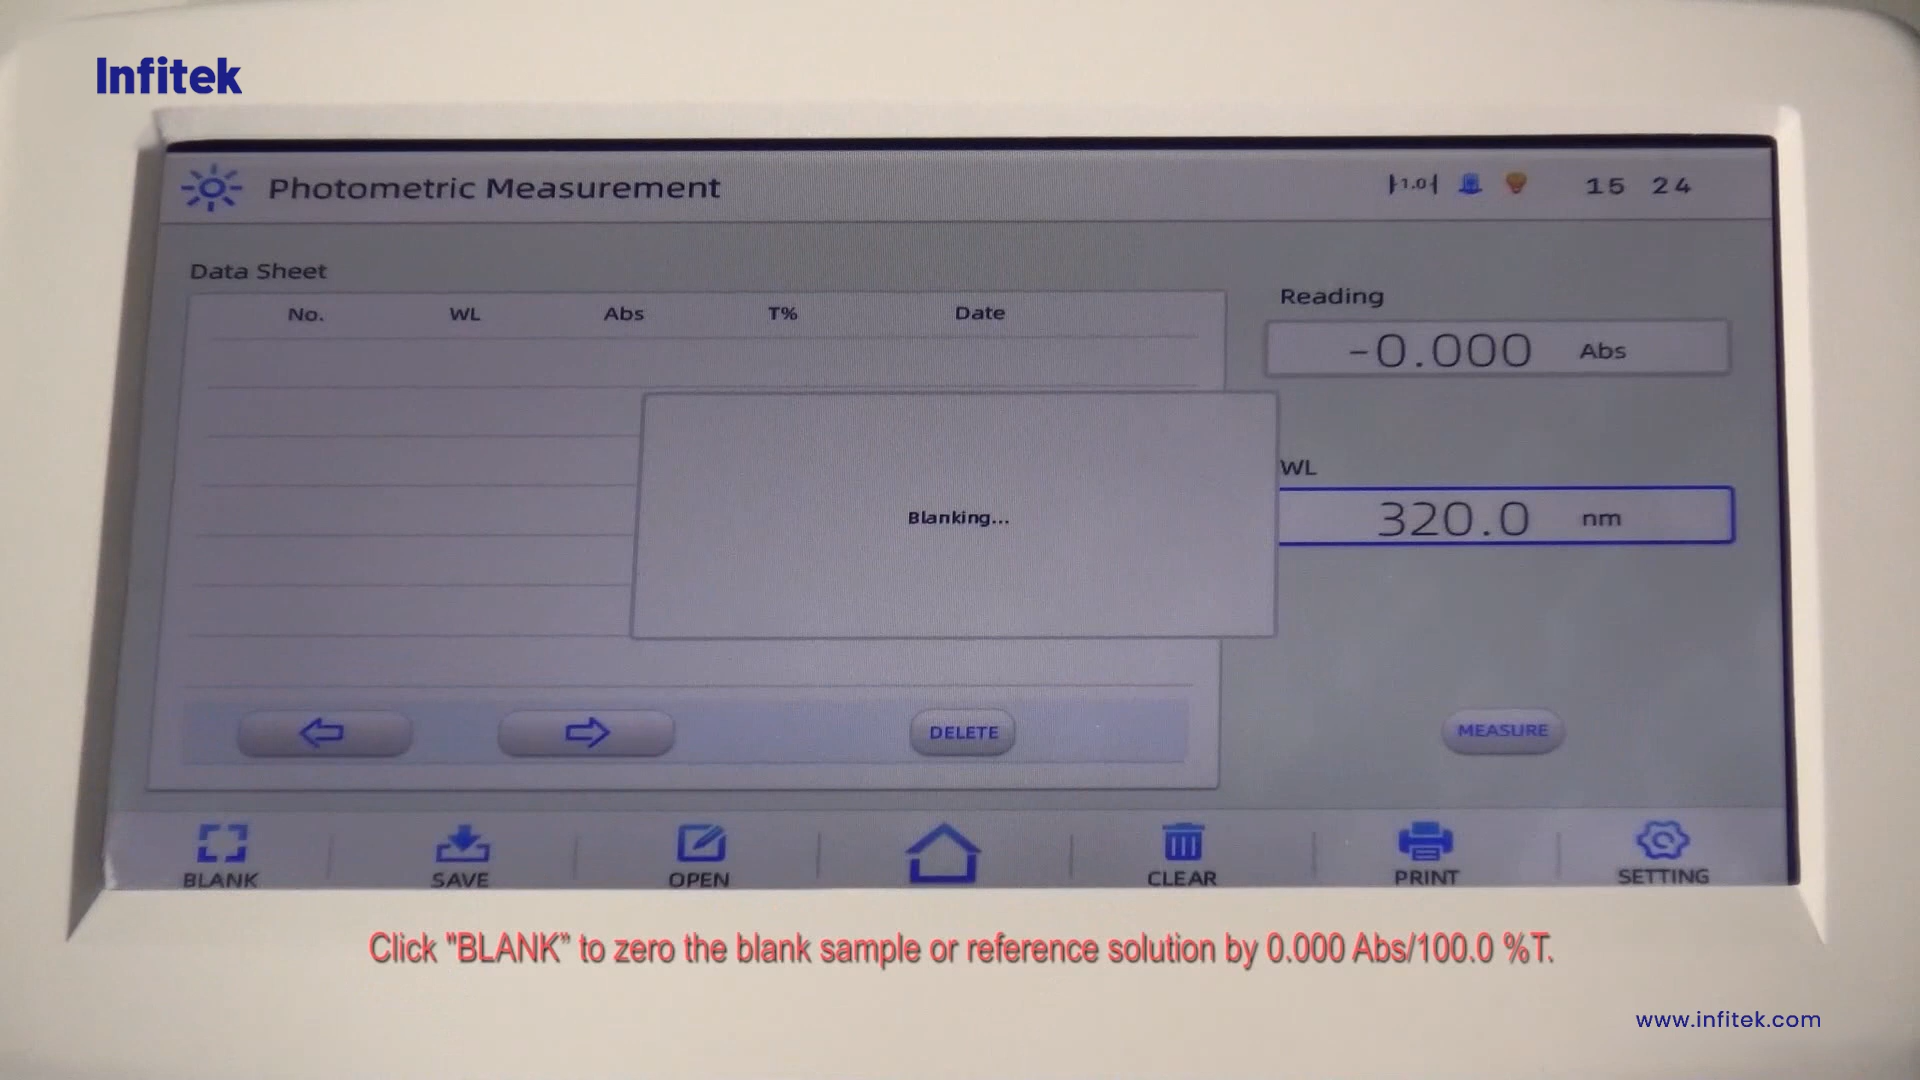 Infitek
Photometric Measurement
1.0
15 24
Data Sheet
No. WL Abs T% Date
Reading
-0.000 Abs
WL
320.0 nm
Blanking...
DELETE
MEASURE
BLANK SAVE OPEN CLEAR PRINT SETTING
Click "BLANK” to zero the blank sample or reference solution by 0.000 Abs/100.0 %T.
www.infitek.com